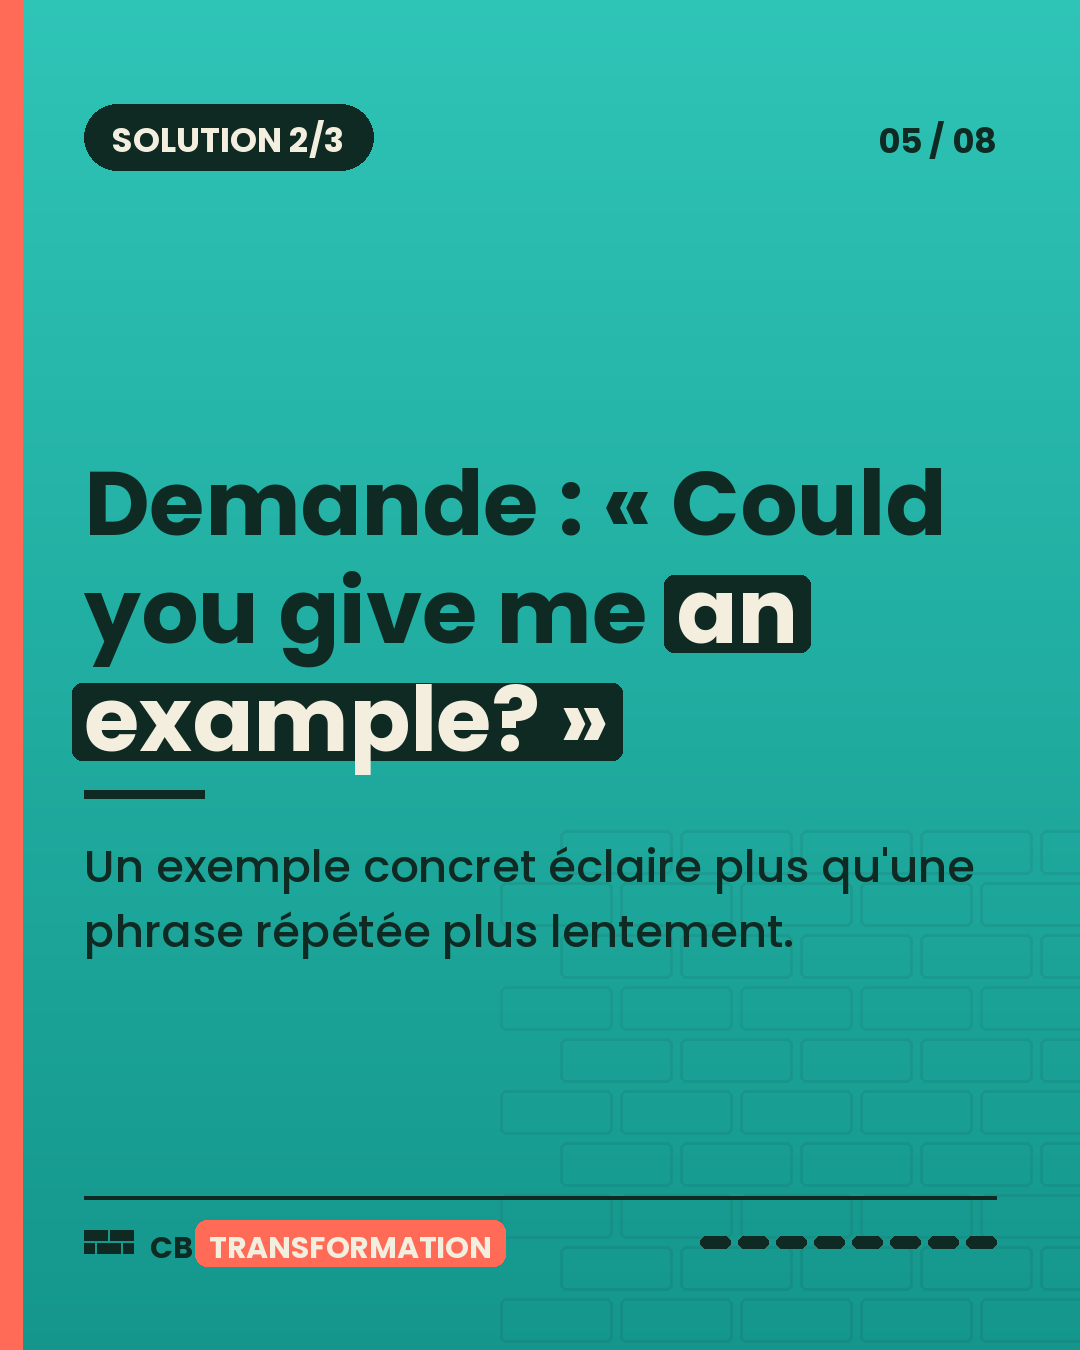 SOLUTION 2/3
05 / 08
Demande : « Could
you give me an
example? »
Un exemple concret éclaire plus qu'une
phrase répétée plus lentement.
CB TRANSFORMATION